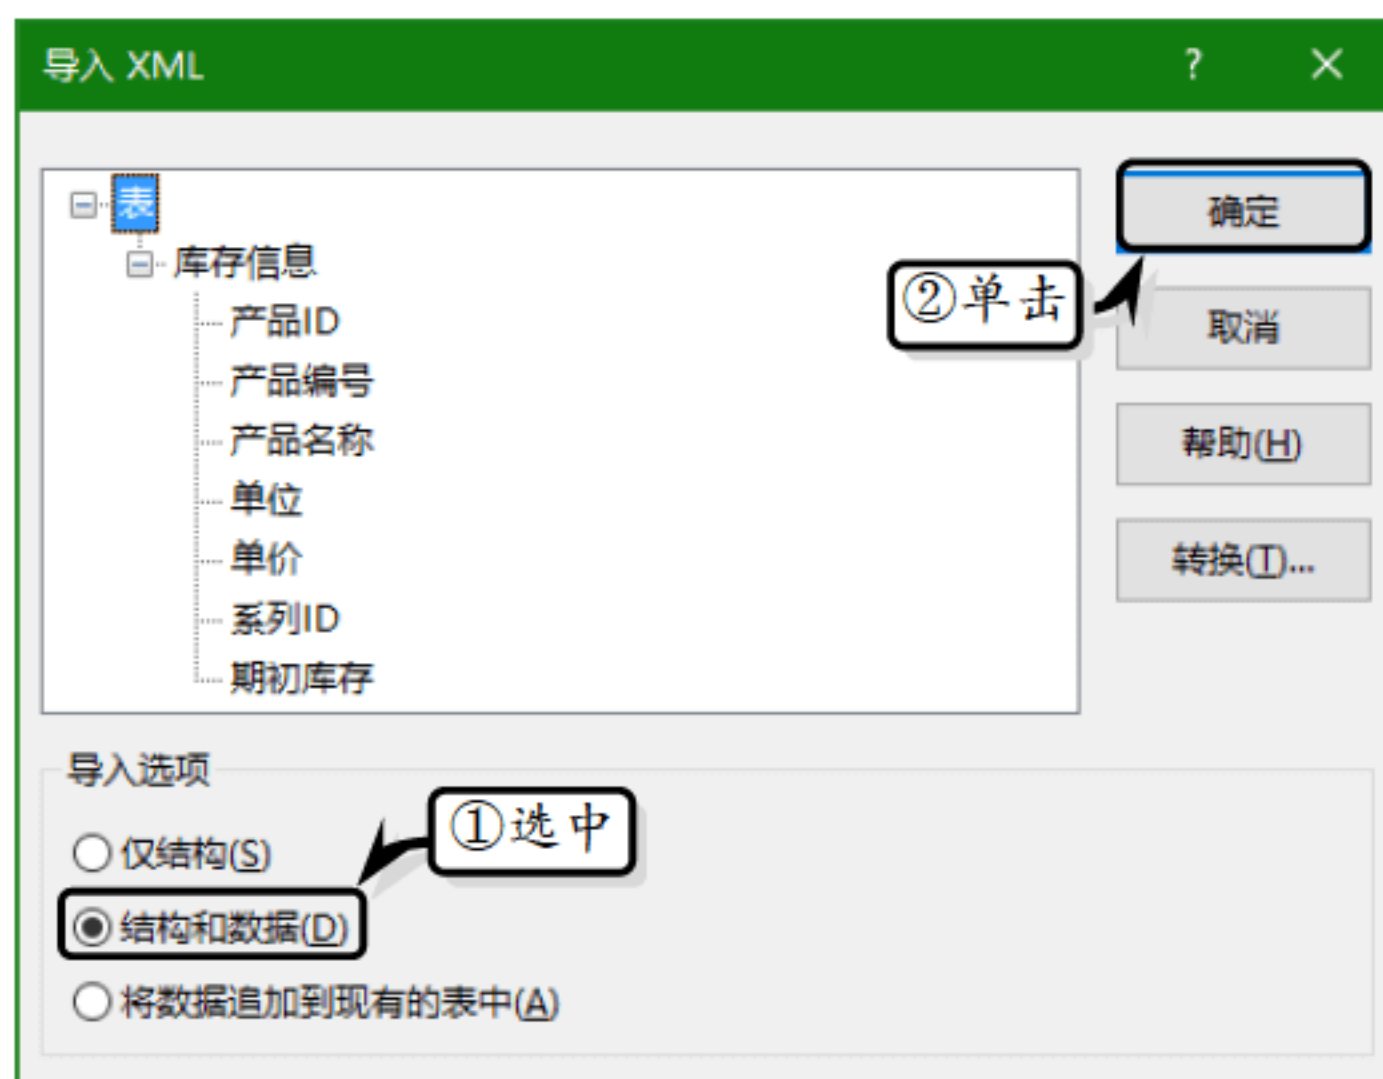 导入 XML
?
表
库存信息
产品ID
产品编号
产品名称
单位
单价
系列ID
期初库存
确定
②单击
取消
帮助(H)
转换(T)...
导入选项
①选中
仅结构(S)
结构和数据(D)
将数据追加到现有的表中(A)